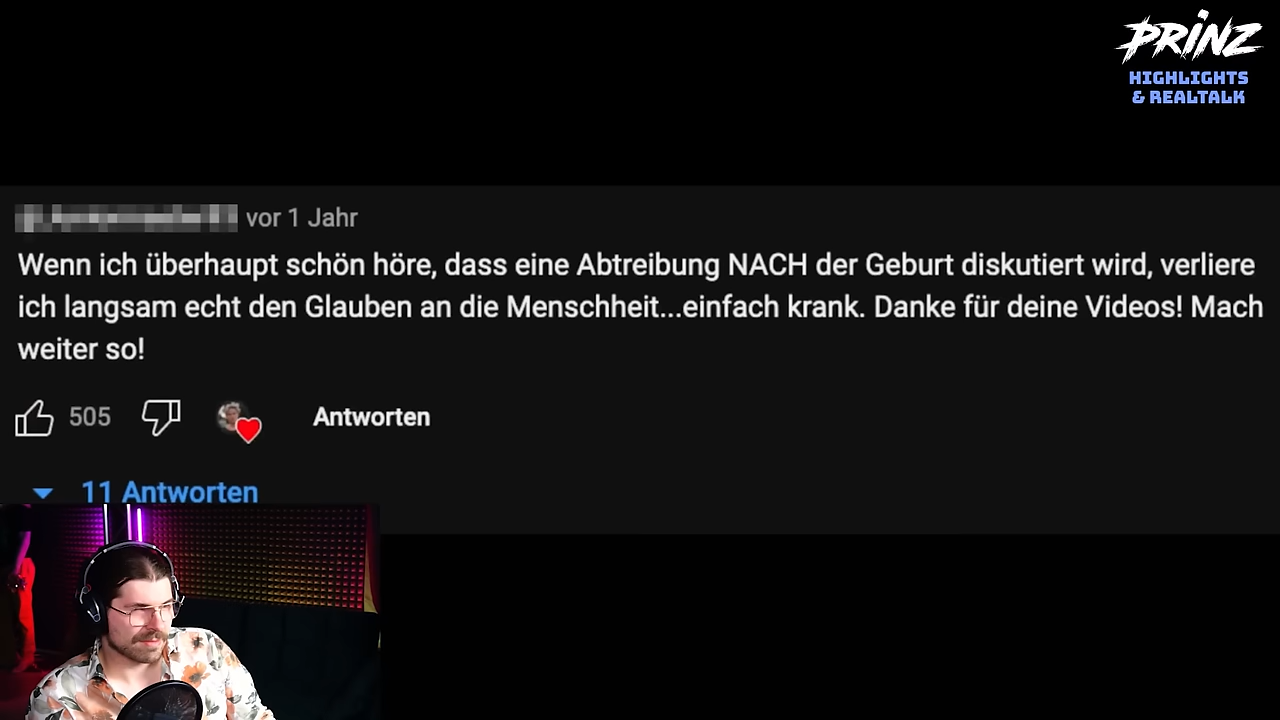 PRINZ
HIGHLIGHTS
& REALTALK
vor 1 Jahr
Wenn ich überhaupt schön höre, dass eine Abtreibung NACH der Geburt diskutiert wird, verliere
ich langsam echt den Glauben an die Menschheit...einfach krank. Danke für deine Videos! Mach
weiter so!
505
Antworten
11 Antworten